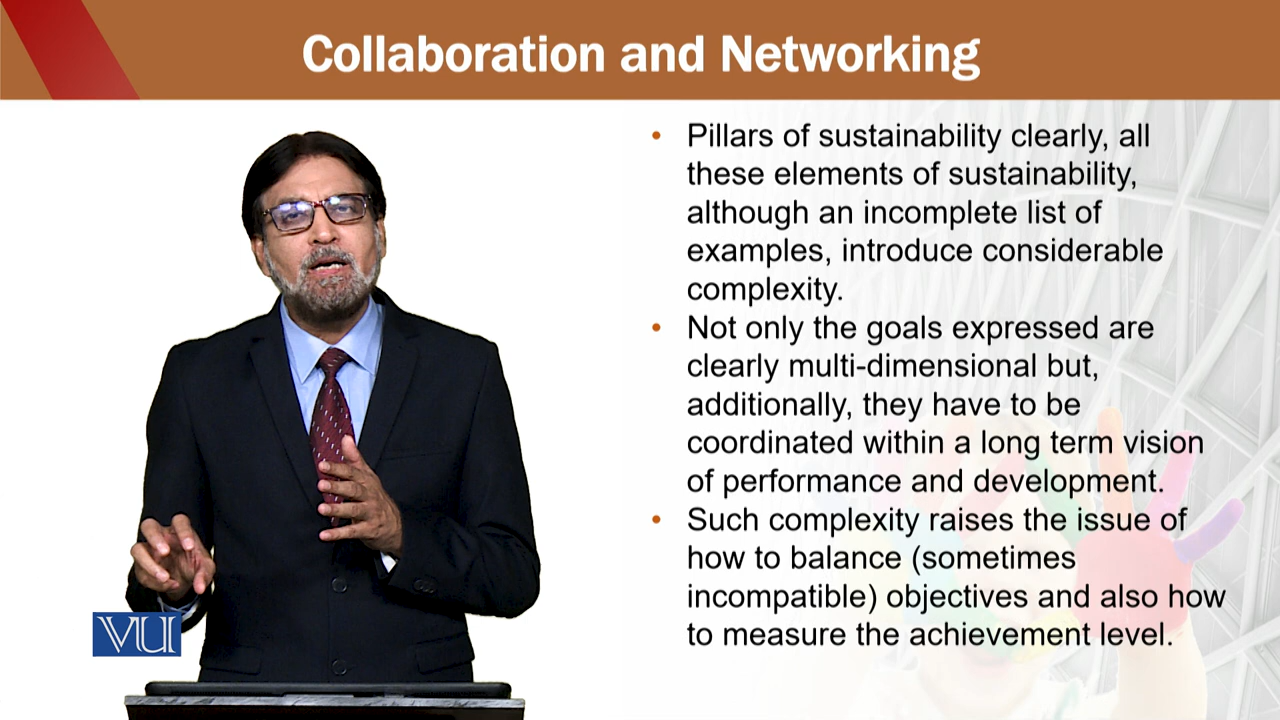 Collaboration and Networking
• Pillars of sustainability clearly, all
these elements of sustainability,
although an incomplete list of
examples, introduce considerable
complexity.
• Not only the goals expressed are
clearly multi-dimensional but,
additionally, they have to be
coordinated within a long term vision
of performance and development.
• Such complexity raises the issue of
how to balance (sometimes
incompatible) objectives and also how
to measure the achievement level.
VU